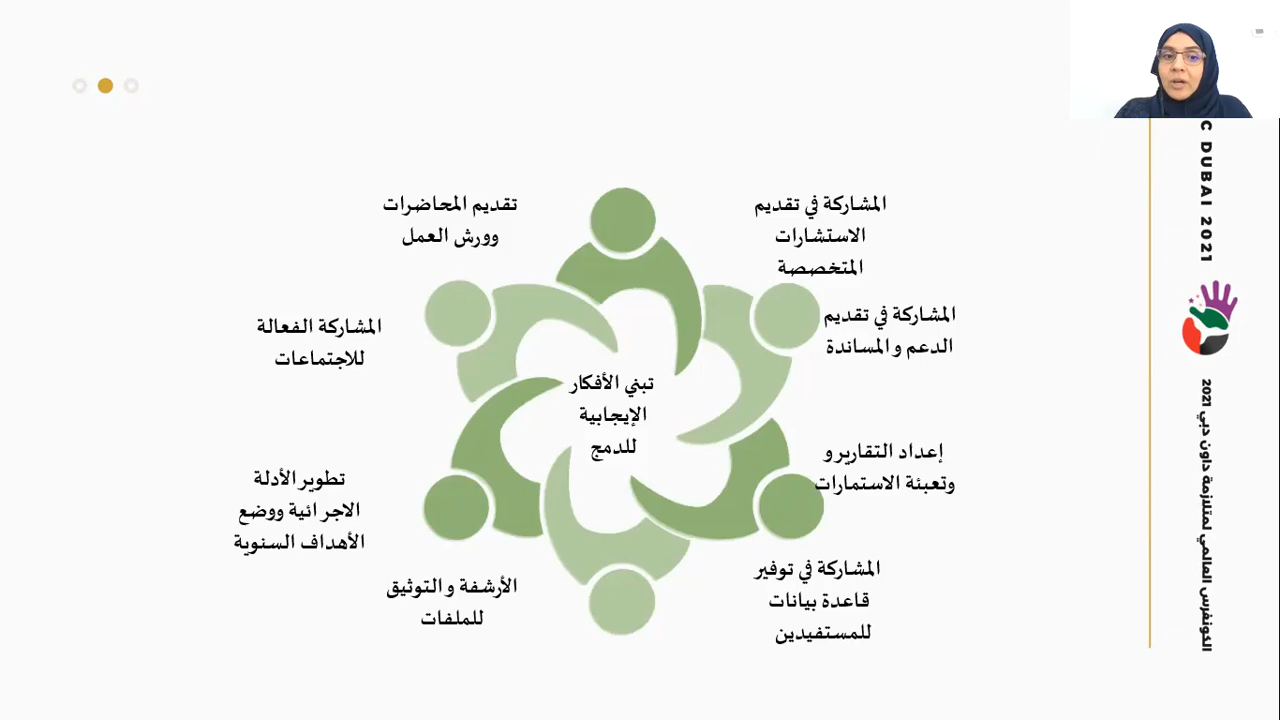 المشاركة في تقديم
الاستشارات
المتخصصة
المشاركة في تقديم
الدعم والمساندة
إعداد التقاريرو
وتعبئة الاستمارات
المشاركة في توفير
قاعدة بيانات
للمستفيدين
تقديم المحاضرات
وورش العمل
المشاركة الفعالة
للاجتماعات
تطوير الأدلة
الاجرائية ووضع
الأهداف السنوية
الأرشفة والتوثيق
للملفات
تبني الأفكار
الإيجابية
للدمج
C DUBAI 2021
الكونفرس العالمي لمتلازمة داون دبي 2021